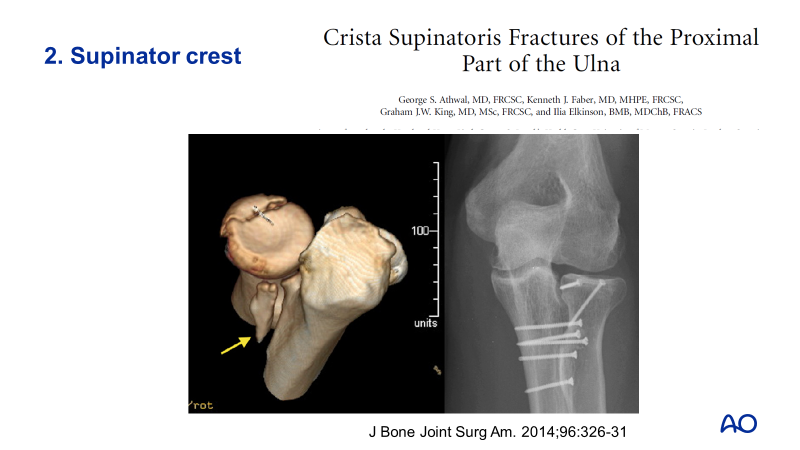 2. Supinator crest
Crista Supinatoris Fractures of the Proximal
Part of the Ulna
George S. Athwal, MD, FRCSC, Kenneth J. Faber, MD, MHPE, FRCSC,
Graham J.W. King, MD, MSc, FRCSC, and Ilia Elkinson, BMB, MDChB, FRACS
100
units
rot
J Bone Joint Surg Am. 2014;96:326-31
AO